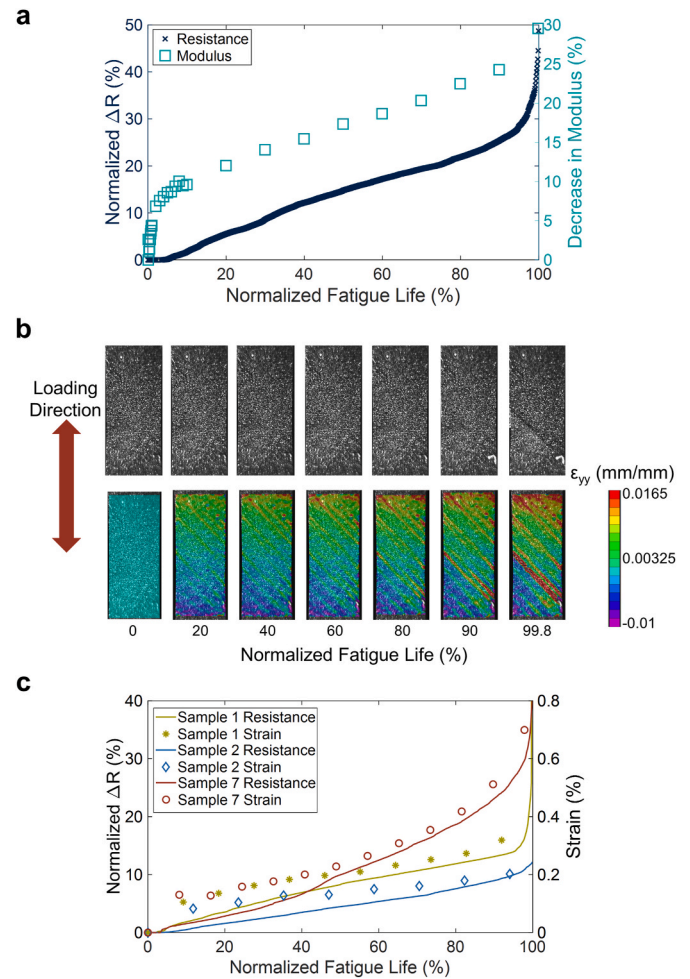 a
Resistance
Modulus
Normalized ΔR (%)
50
40
30
20
10
0
Decrease in Modulus (%)
30
25
20
15
10
5
0
0 20 40 60 80 100
Normalized Fatigue Life (%)
b
Loading
Direction
εyy (mm/mm)
0.0165
0.00325
-0.01
0 20 40 60 80 90 99.8
Normalized Fatigue Life (%)
c
Sample 1 Resistance
Sample 1 Strain
Sample 2 Resistance
Sample 2 Strain
Sample 7 Resistance
Sample 7 Strain
Normalized ΔR (%)
40
30
20
10
0
Strain (%)
0.8
0.6
0.4
0.2
0
0 20 40 60 80 100
Normalized Fatigue Life (%)